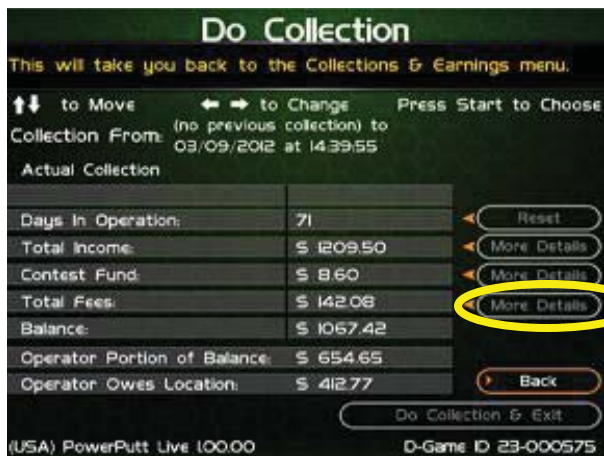 Do Collection
This will take you back to the Collections & Earnings menu.
to Move to Change Press Start to Choose
Collection From: (no previous collection) to
03/09/2012 at 14:39:55
Actual Collection
Days In Operation: 71 Reset
Total Income: $ 1209.50 More Details
Contest Fund: $ 8.60 More Details
Total Fees: $ 142.08 More Details
Balance: $ 1067.42
Operator Portion of Balance: $ 654.65
Operator Owes Location: $ 412.77 Back
Do Collection & Exit
(USA) PowerPutt Live 1.00.00 D-Game ID 23-000575